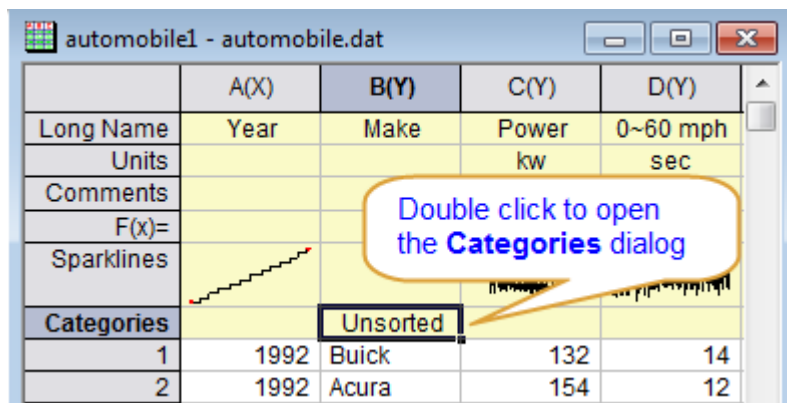 automobile1 - automobile.dat
A(X) B(Y) C(Y) D(Y)
Long Name Year Make Power 0~60 mph
Units kw sec
Comments
F(x)=
Double click to open
the Categories dialog
Sparklines
Categories Unsorted
1 1992 Buick 132 14
2 1992 Acura 154 12